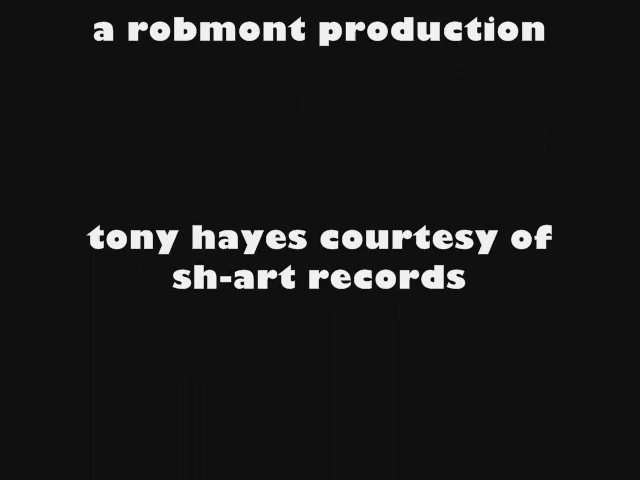 a robmont production
tony hayes courtesy of
sh-art records